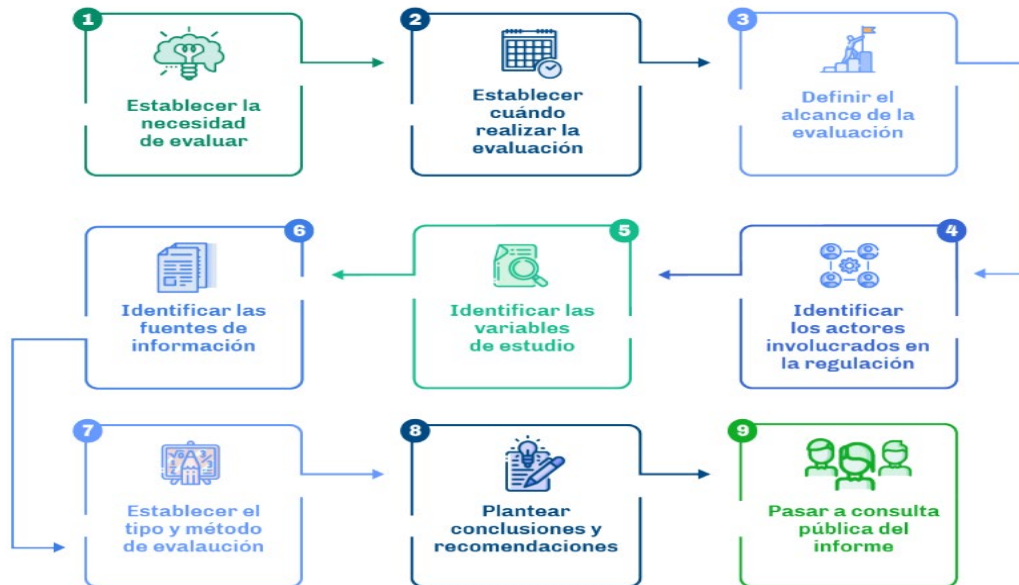 1
Establecer la
necesidad
de evaluar
2
Establecer
cuándo
realizar la
evaluación
3
Definir el
alcance de la
evaluación
4
Identificar
los actores
involucrados en
la regulación
5
Identificar las
variables
de estudio
6
Identificar las
fuentes de
información
7
Establecer el
tipo y método
de evalaución
8
Plantear
conclusiones y
recomendaciones
9
Pasar a consulta
pública del
informe